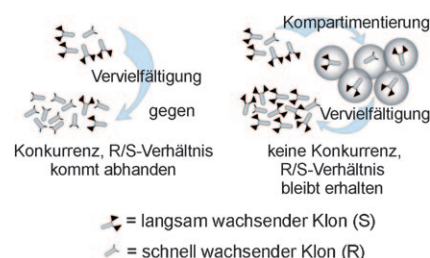 Kompartimentierung
Vervielfältigung
gegen
Vervielfältigung
Konkurrenz, R/S-Verhältnis
kommt abhanden
keine Konkurrenz,
R/S-Verhältnis
bleibt erhalten
= langsam wachsender Klon (S)
= schnell wachsender Klon (R)